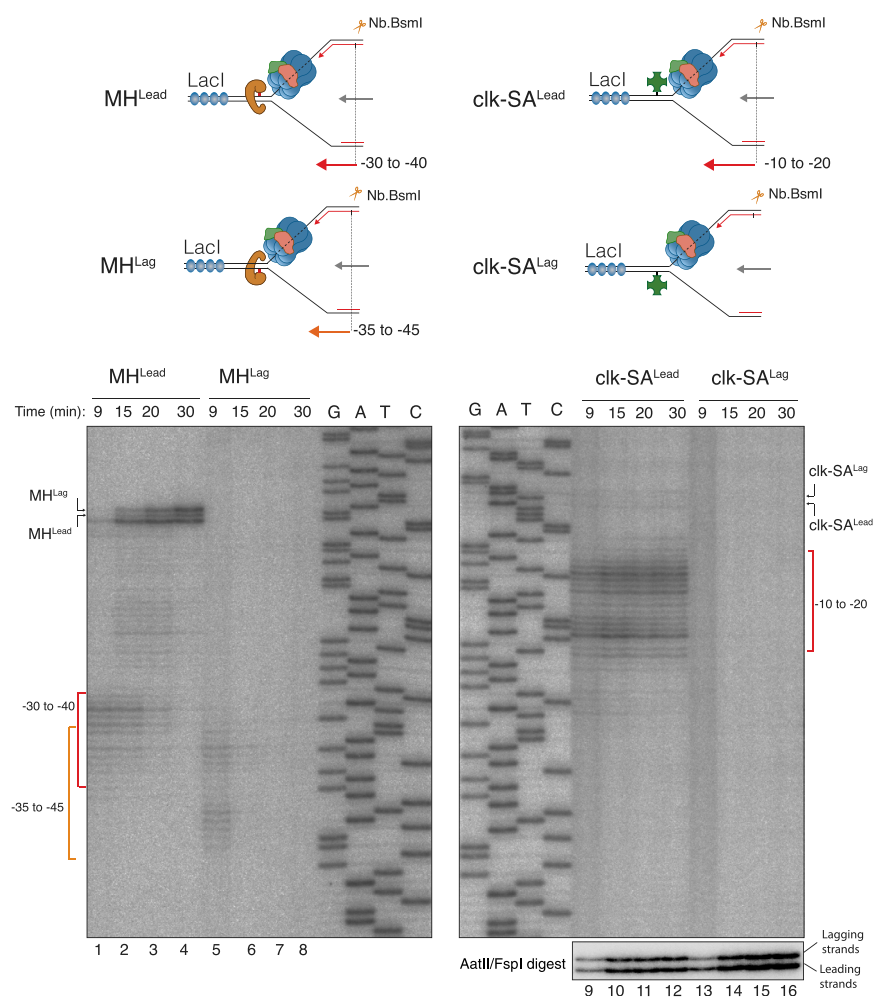 Nb.BsmI
LacI
MH^Lead
-30 to -40
Nb.BsmI
LacI
clk-SA^Lead
-10 to -20
Nb.BsmI
LacI
MH^Lag
-35 to -45
Nb.BsmI
LacI
clk-SA^Lag
MH^Lead MH^Lag
Time (min): 9 15 20 30 9 15 20 30 G A T C
MH^Lag
MH^Lead
-30 to -40
-35 to -45
1 2 3 4 5 6 7 8
clk-SA^Lead clk-SA^Lag
G A T C 9 15 20 30 9 15 20 30
clk-SA^Lag
clk-SA^Lead
-10 to -20
AatII/FspI digest
Lagging
strands
Leading
strands
9 10 11 12 13 14 15 16